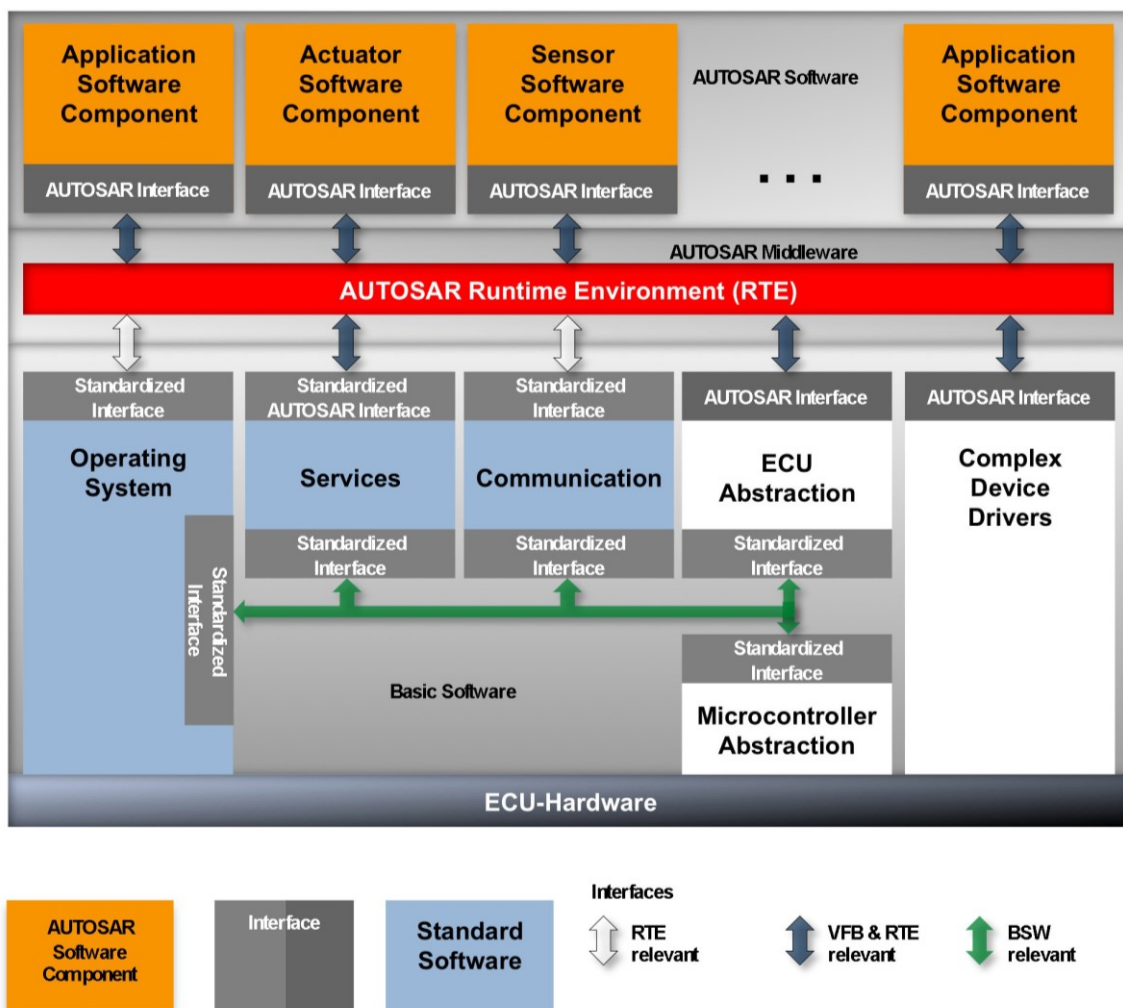 Application
Software
Component
Actuator
Software
Component
Sensor
Software
Component
AUTOSAR Software
Application
Software
Component
. . .
AUTOSAR Interface
AUTOSAR Interface
AUTOSAR Interface
AUTOSAR Interface
AUTOSAR Middleware
AUTOSAR Runtime Environment (RTE)
Standardized
Interface
Standardized
AUTOSAR Interface
Standardized
Interface
AUTOSAR Interface
AUTOSAR Interface
Operating
System
Services
Communication
ECU
Abstraction
Complex
Device
Drivers
Standardized
Interface
Standardized
Interface
Standardized
Interface
Standardized
Interface
Standardized
Interface
Basic Software
Microcontroller
Abstraction
ECU-Hardware
AUTOSAR
Software
Component
Interface
Standard
Software
Interfaces
RTE
relevant
VFB & RTE
relevant
BSW
relevant